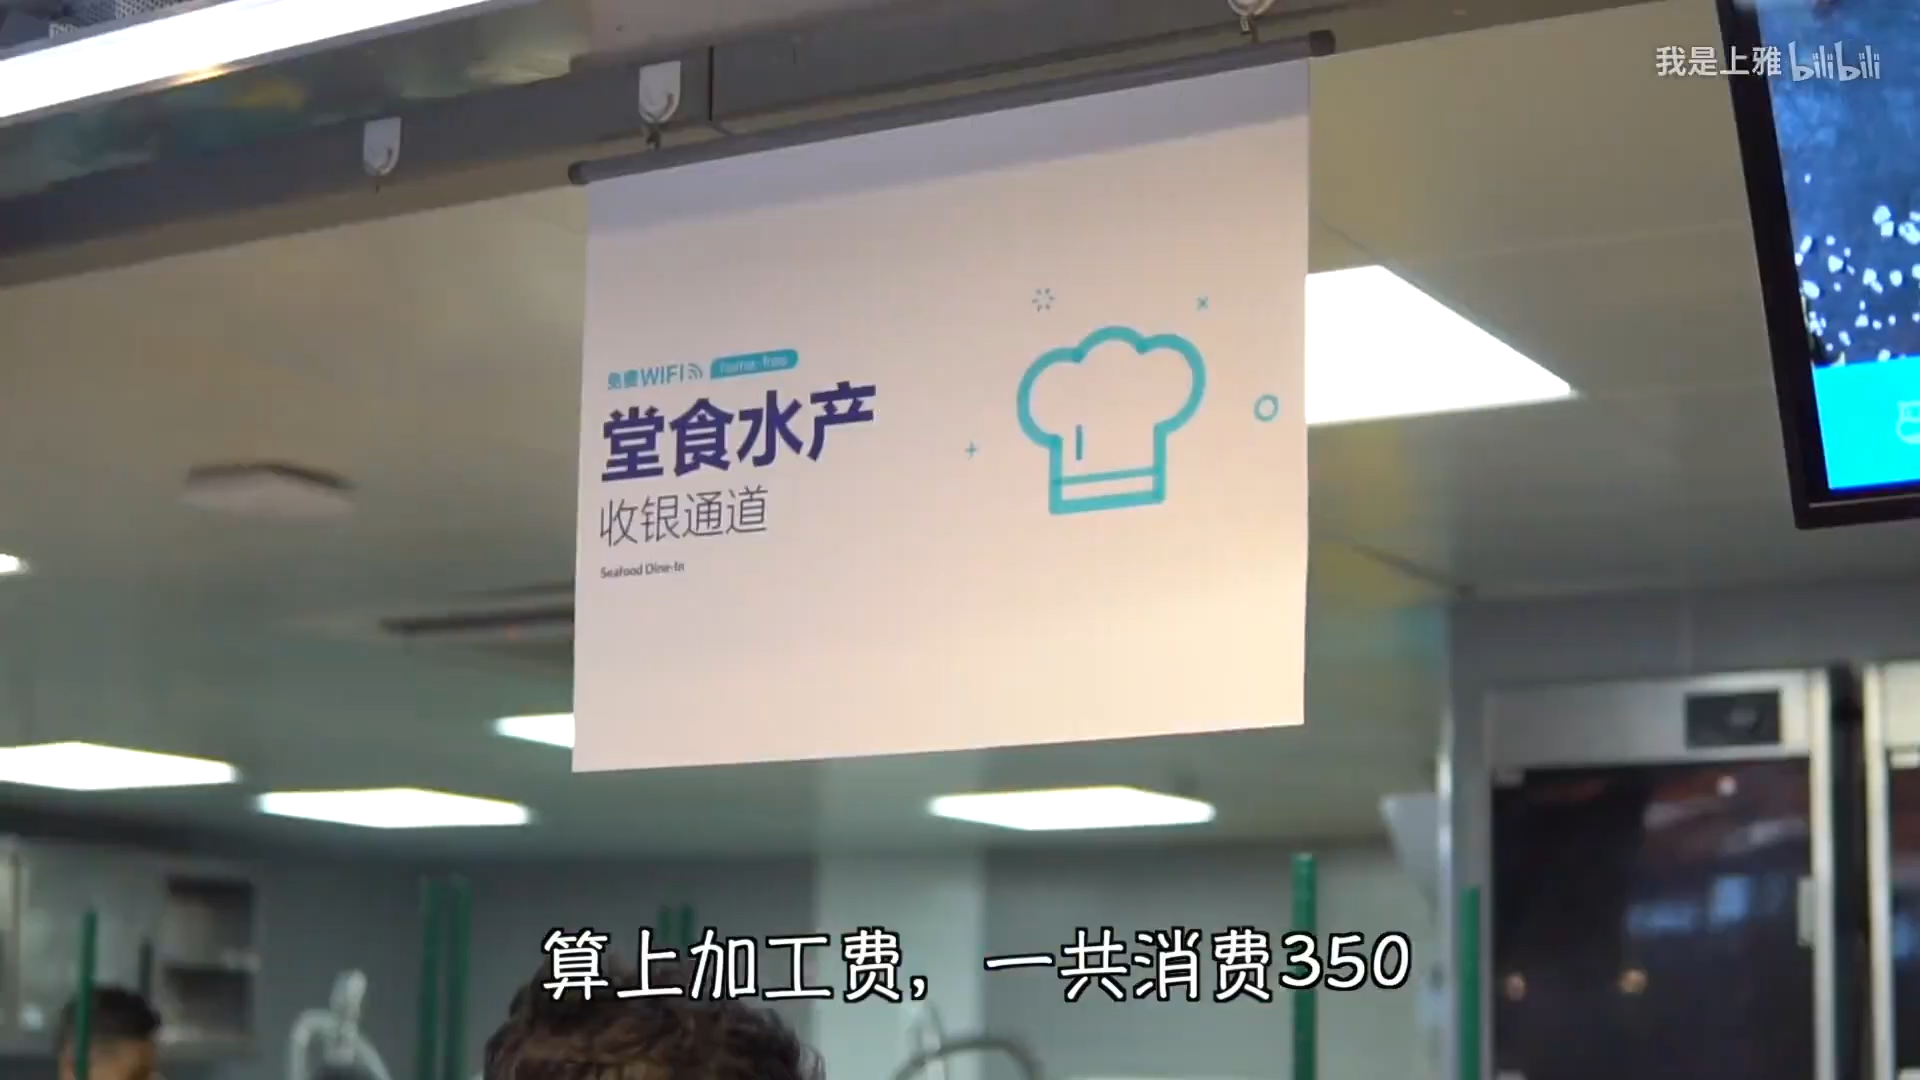 我是上雅 bilibili
免费WIFI
堂食水产
收银通道
Seafood Dine-In
算上加工费，一共消费350